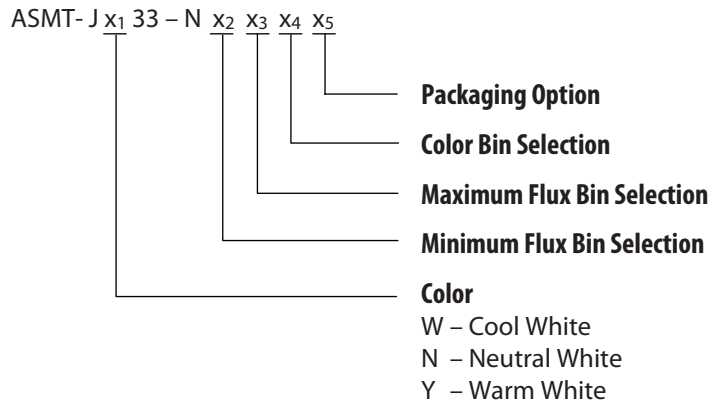 ASMT- J x1 33 – N x2 x3 x4 x5
Packaging Option
Color Bin Selection
Maximum Flux Bin Selection
Minimum Flux Bin Selection
Color
W – Cool White
N – Neutral White
Y – Warm White